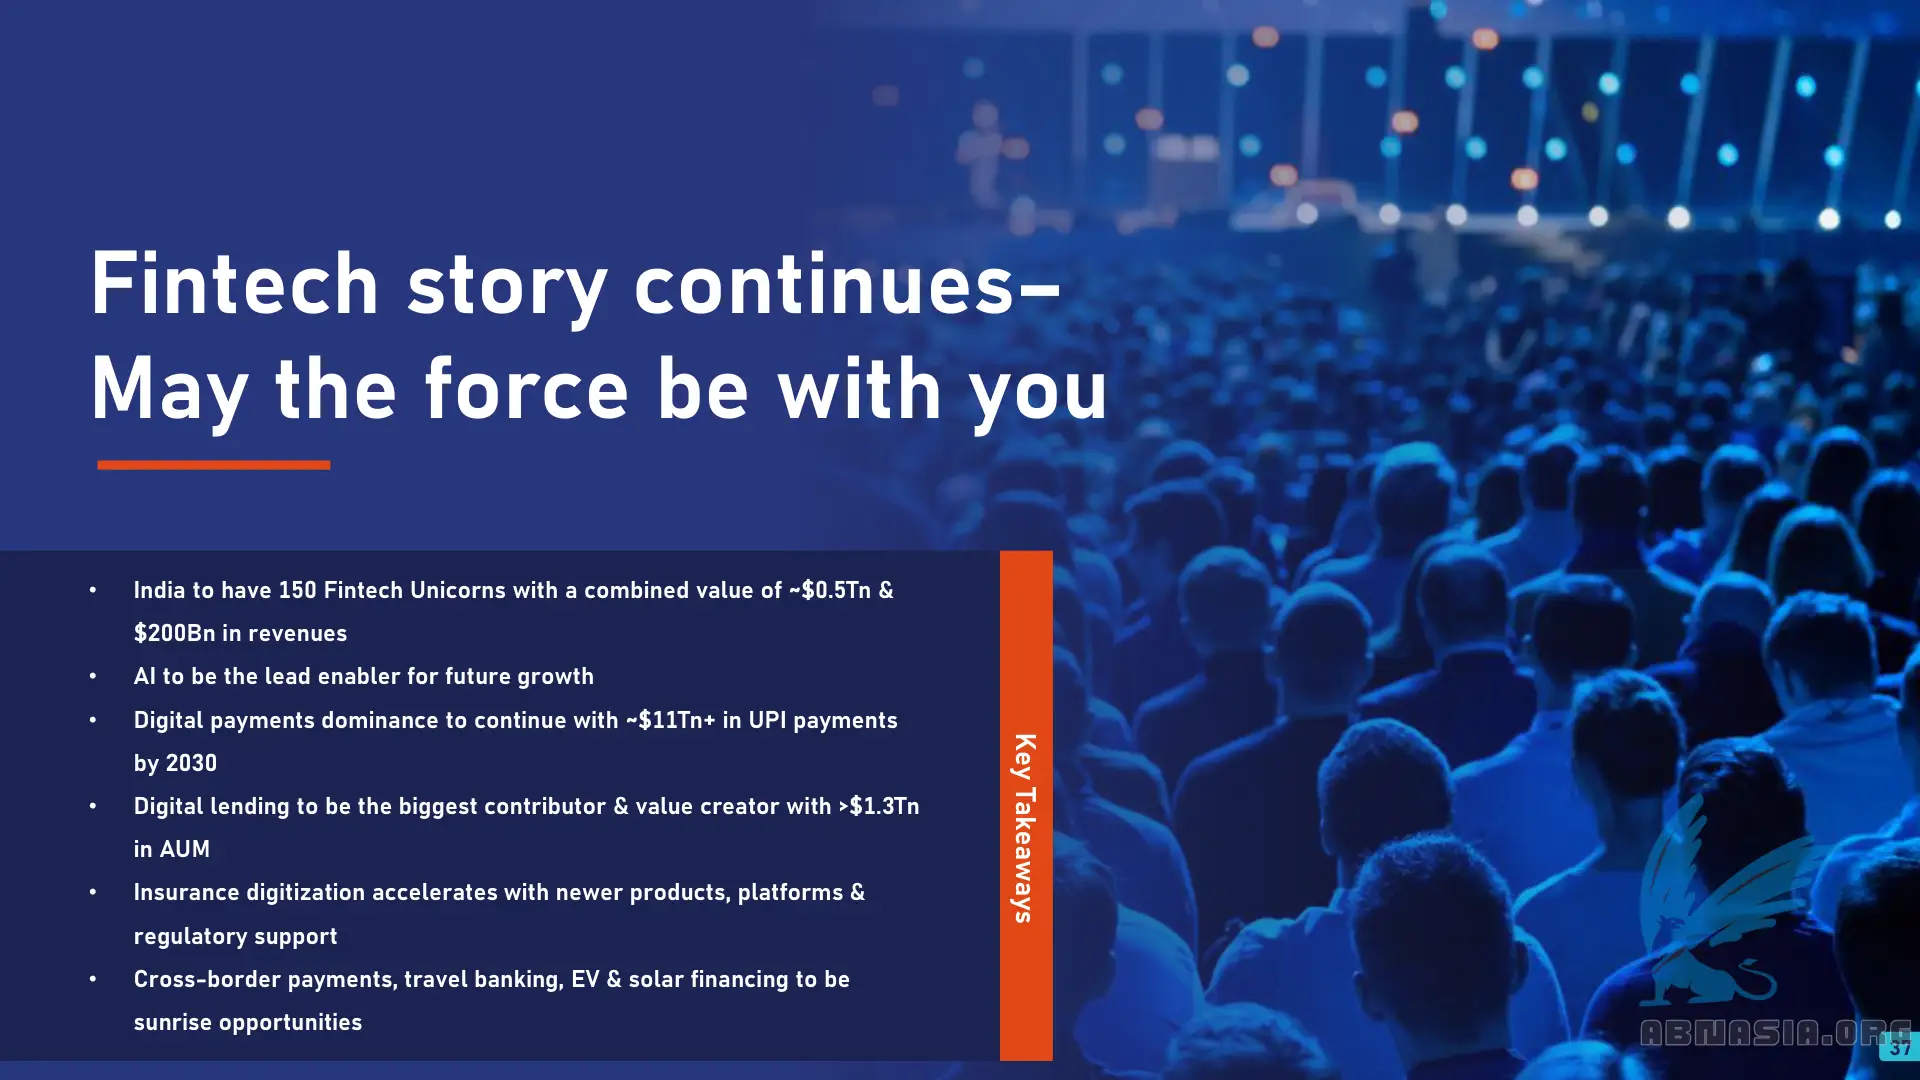 Fintech story continues–
May the force be with you
• India to have 150 Fintech Unicorns with a combined value of ~$0.5Tn &
$200Bn in revenues
• AI to be the lead enabler for future growth
• Digital payments dominance to continue with ~$11Tn+ in UPI payments
by 2030
• Digital lending to be the biggest contributor & value creator with >$1.3Tn
in AUM
• Insurance digitization accelerates with newer products, platforms &
regulatory support
• Cross-border payments, travel banking, EV & solar financing to be
sunrise opportunities
Key Takeaways
ABNASIA.ORG
37